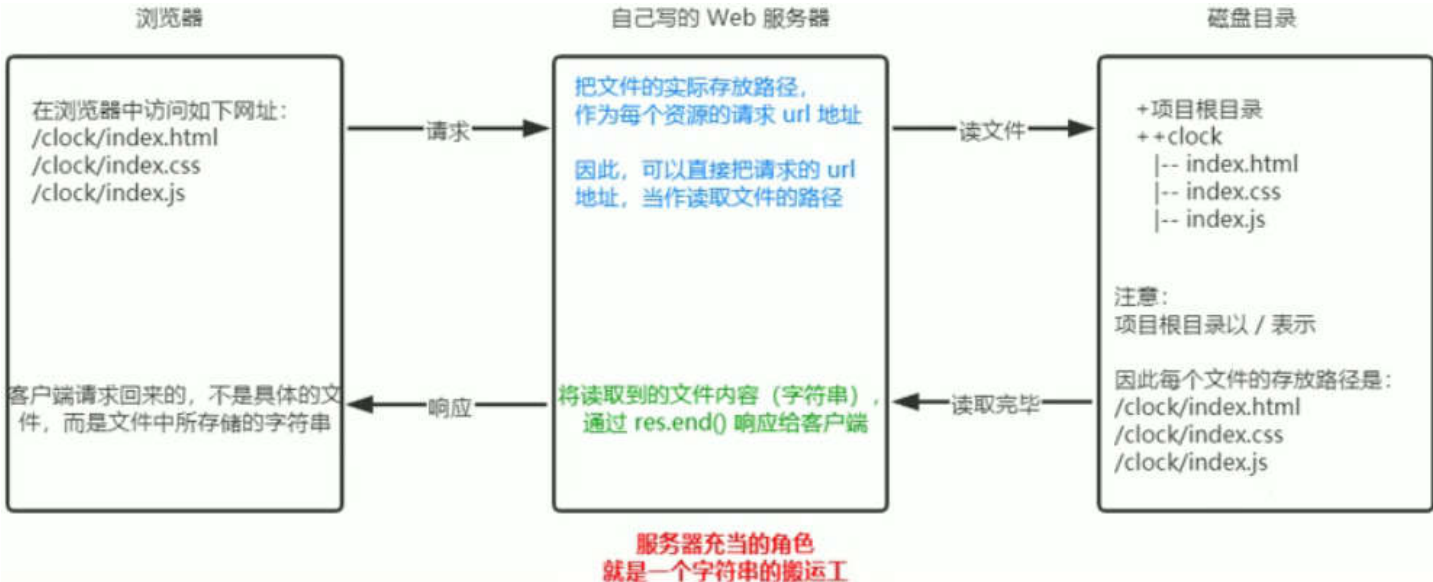 浏览器
自己写的 Web 服务器
磁盘目录
在浏览器中访问如下网址：
/clock/index.html
/clock/index.css
/clock/index.js
客户端请求回来的，不是具体的文
件，而是文件中所存储的字符串
请求
响应
把文件的实际存放路径，
作为每个资源的请求 url 地址
因此，可以直接把请求的 url
地址，当作读取文件的路径
将读取到的文件内容（字符串），
通过 res.end() 响应给客户端
读文件
读取完毕
+项目根目录
++clock
|-- index.html
|-- index.css
|-- index.js
注意：
项目根目录以 / 表示
因此每个文件的存放路径是：
/clock/index.html
/clock/index.css
/clock/index.js
服务器充当的角色
就是一个字符串的搬运工